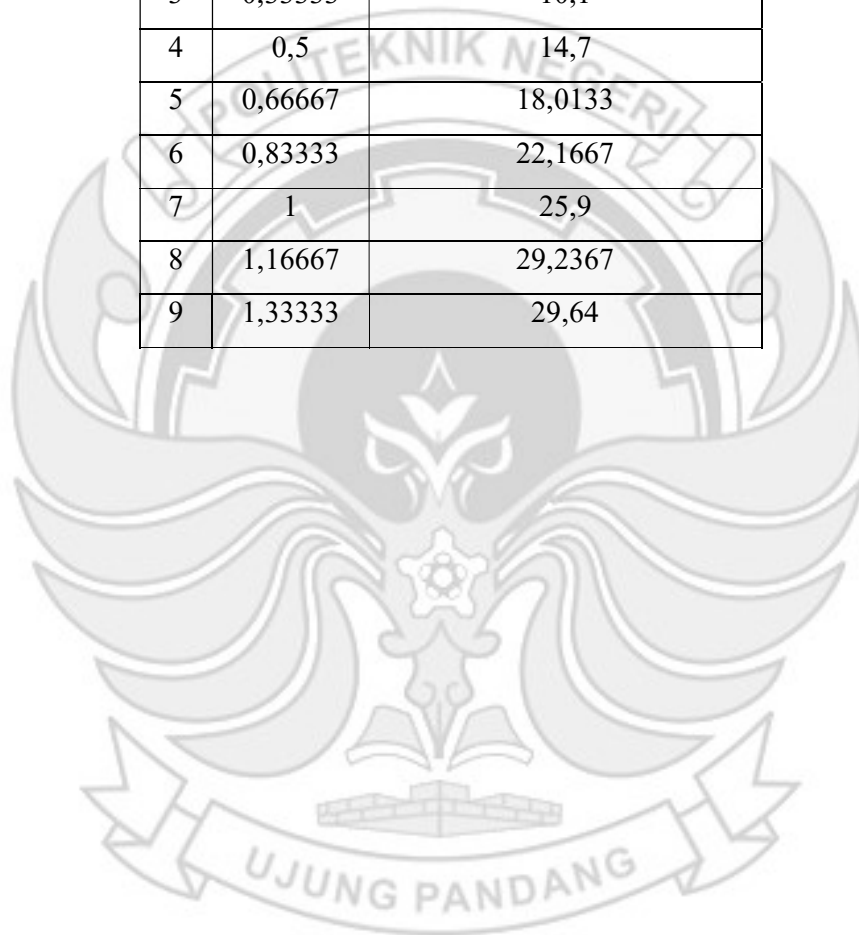 4 0,5 14,7
5 0,66667 18,0133
6 0,83333 22,1667
7 1 25,9
8 1,16667 29,2367
9 1,33333 29,64
POLITEKNIK NEGERI
UJUNG PANDANG